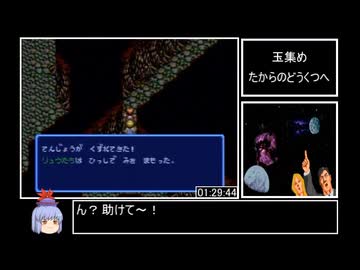 玉集め
たからのどうくつへ
てんじょうが くずれてきた!
リュウたちは ひっしで みを まもった。
01:29:44
ん？助けて～！